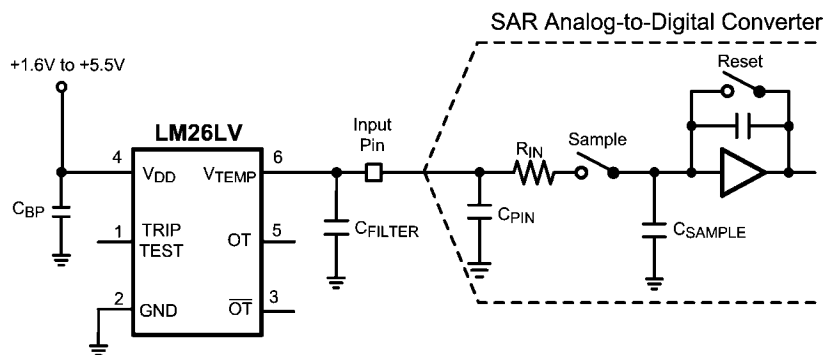 SAR Analog-to-Digital Converter
+1.6V to +5.5V
Reset
LM26LV
Input
Pin
RIN
Sample
4
VDD
VTEMP
6
CBP
CFILTER
CPIN
CSAMPLE
1
TRIP
TEST
OT
5
2
GND
OT
3